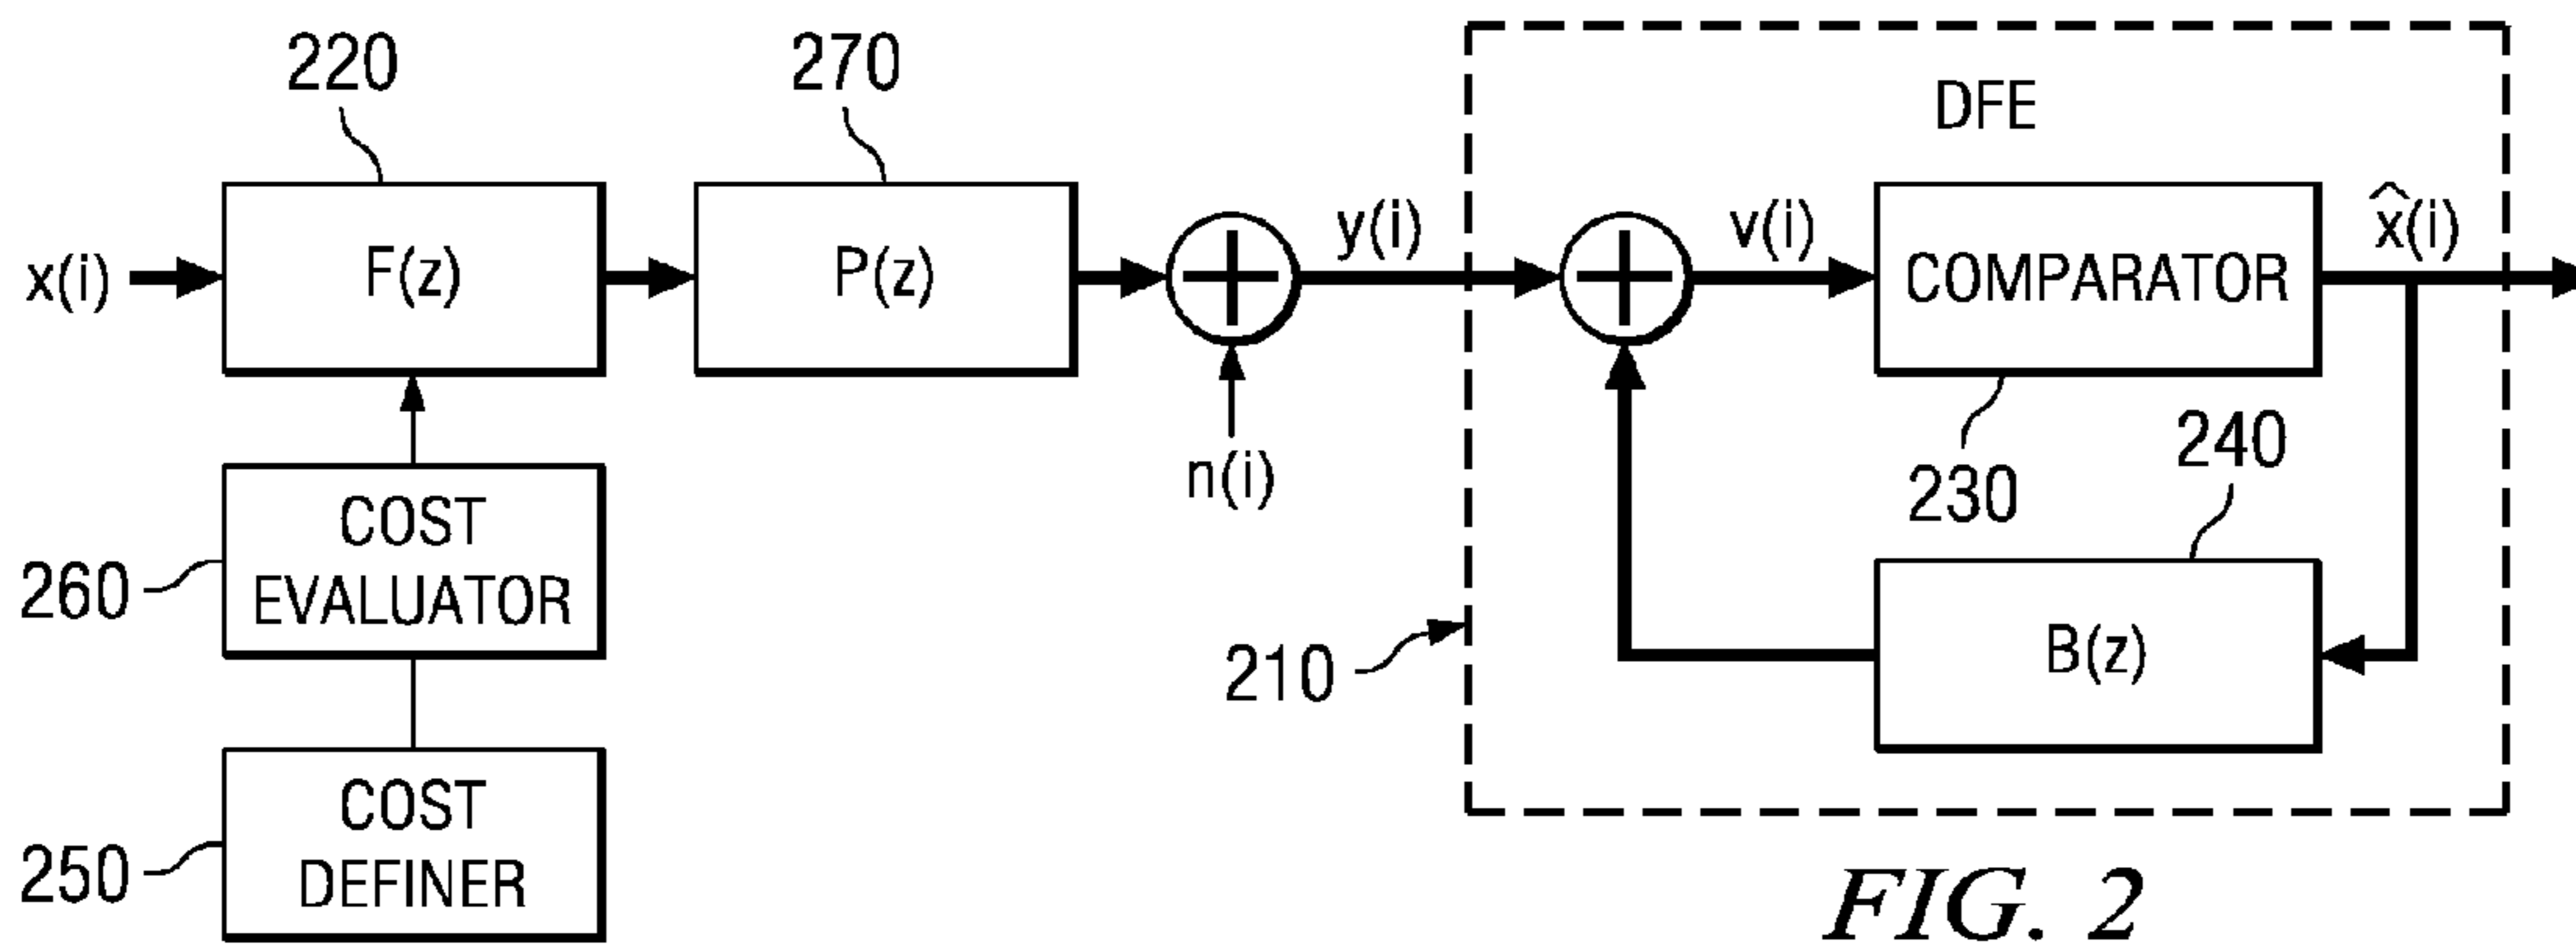 220
270
DFE
x(i)
F(z)
P(z)
y(i)
v(i)
COMPARATOR
x̂(i)
n(i)
230
240
COST
EVALUATOR
260
210
B(z)
COST
DEFINER
250
FIG. 2